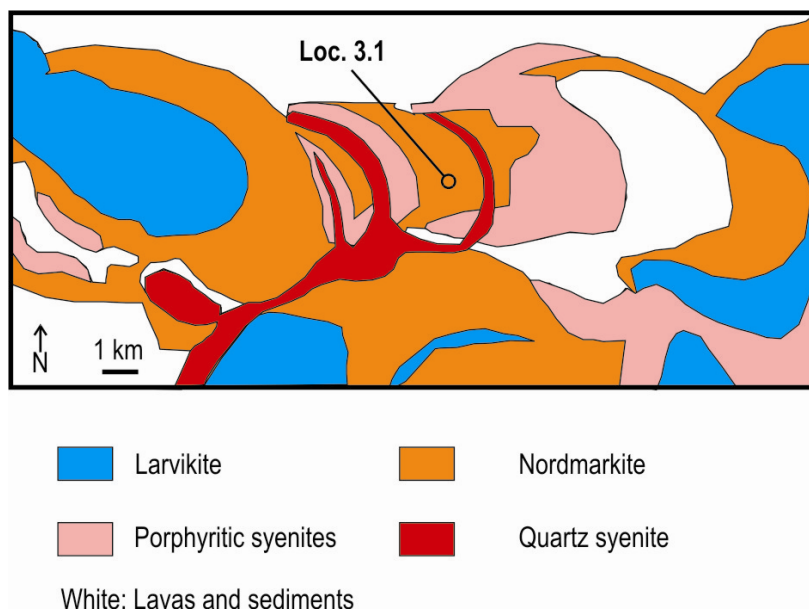 Loc. 3.1
N
1 km
Larvikite
Nordmarkite
Porphyritic syenites
Quartz syenite
White: Lavas and sediments